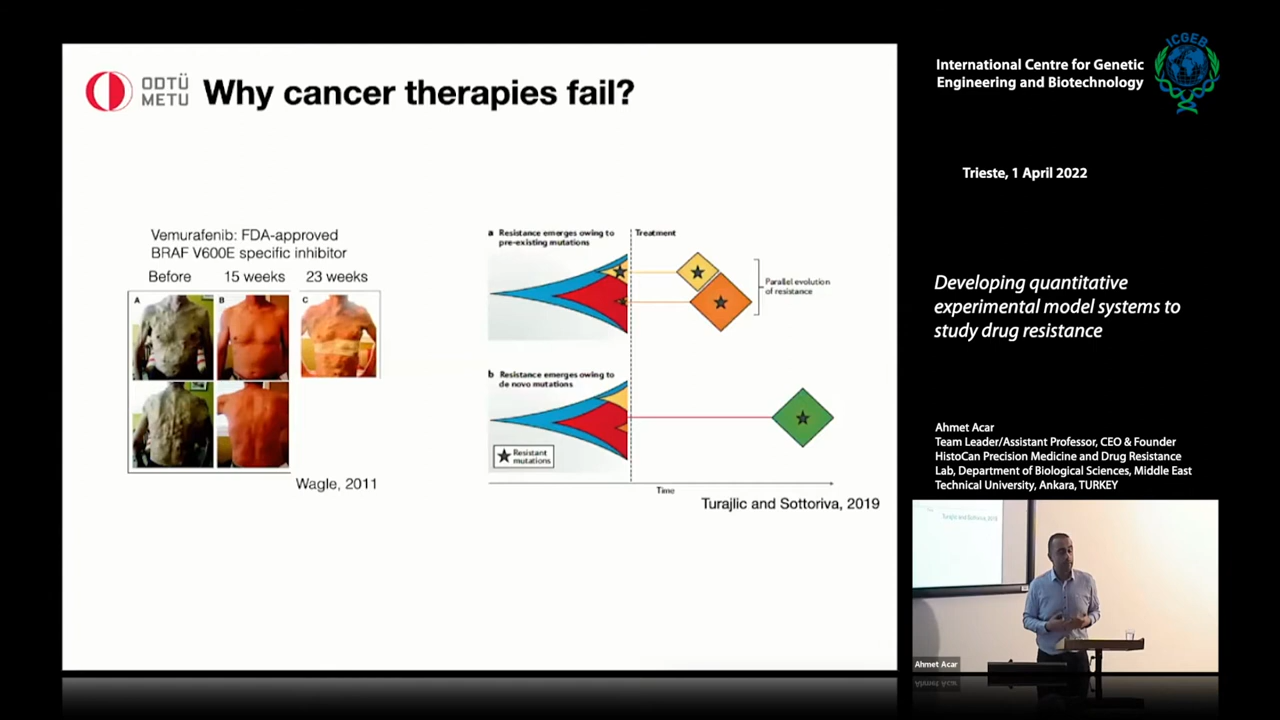 ODTÜ
METU
Why cancer therapies fail?
Vemurafenib: FDA-approved
BRAF V600E specific inhibitor
Before 15 weeks 23 weeks
A B C
Wagle, 2011
a Resistance emerges owing to
pre-existing mutations
Treatment
Parallel evolution
of resistance
b Resistance emerges owing to
de novo mutations
Resistant
mutations
Time
Turajlic and Sottoriva, 2019
International Centre for Genetic
Engineering and Biotechnology
ICGEB
Trieste, 1 April 2022
Developing quantitative
experimental model systems to
study drug resistance
Ahmet Acar
Team Leader/Assistant Professor, CEO & Founder
HistoCan Precision Medicine and Drug Resistance
Lab, Department of Biological Sciences, Middle East
Technical University, Ankara, TURKEY
Turajlic and Sottoriva, 2019
Ahmet Acar